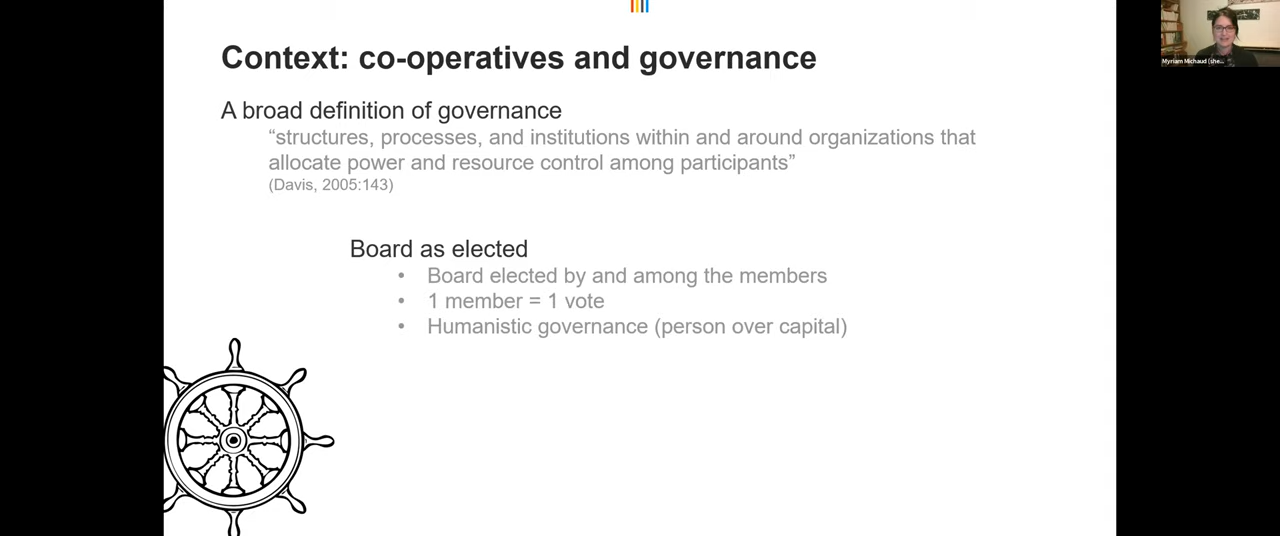 Context: co-operatives and governance
A broad definition of governance
“structures, processes, and institutions within and around organizations that
allocate power and resource control among participants”
(Davis, 2005:143)
Board as elected
• Board elected by and among the members
• 1 member = 1 vote
• Humanistic governance (person over capital)
Myriam Michaud (she...